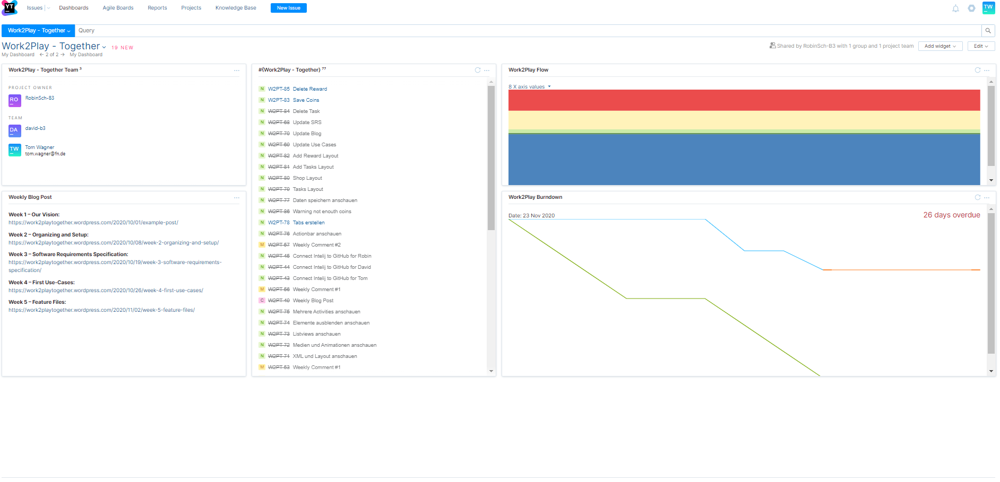 YT
Issues
Dashboards
Agile Boards
Reports
Projects
Knowledge Base
New Issue
TW
Work2Play - Together
Query
Work2Play - Together 19 NEW
My Dashboard ← 2 of 2 → My Dashboard
Shared by RobinSch-B3 with 1 group and 1 project team
Add widget
Edit
Work2Play - Together Team 3
PROJECT OWNER
RO
RobinSch-B3
TEAM
DA
david-b3
TW
Tom Wagner
tom.wagner@fn.de
Weekly Blog Post
Week 1 – Our Vision:
https://work2playtogether.wordpress.com/2020/10/01/example-post/
Week 2 – Organizing and Setup:
https://work2playtogether.wordpress.com/2020/10/08/week-2-organizing-and-setup/
Week 3 – Software Requirements Specification:
https://work2playtogether.wordpress.com/2020/10/19/week-3-software-requirements-
specification/
Week 4 – First Use-Cases:
https://work2playtogether.wordpress.com/2020/10/26/week-4-first-use-cases/
Week 5 – Feature Files:
https://work2playtogether.wordpress.com/2020/11/02/week-5-feature-files/
#{Work2Play - Together} 77
N W2PT-85 Delete Reward
N W2PT-83 Save Coins
N W2PT-84 Delete Task
N W2PT-68 Update SRS
N W2PT-70 Update Blog
N W2PT-69 Update Use Cases
N W2PT-82 Add Reward Layout
N W2PT-81 Add Tasks Layout
N W2PT-80 Shop Layout
N W2PT-79 Tasks Layout
N W2PT-77 Daten speichern anschauen
N W2PT-86 Warning not enouth coins
N W2PT-78 Tabs erstellen
N W2PT-76 Actionbar anschauen
M W2PT-57 Weekly Comment #2
N W2PT-45 Connect Intelij to GitHub for Robin
N W2PT-44 Connect Intelij to GitHub for David
N W2PT-43 Connect Intelij to GitHub for Tom
M W2PT-56 Weekly Comment #1
C W2PT-40 Weekly Blog Post
N W2PT-75 Mehrere Activities anschauen
N W2PT-74 Elemente ausblenden anschauen
N W2PT-73 Listviews anschauen
N W2PT-72 Medien und Animationen anschauen
N W2PT-71 XML und Layout anschauen
M W2PT-53 Weekly Comment #1
Work2Play Flow
8 X axis values
Work2Play Burndown
Date: 23 Nov 2020
26 days overdue